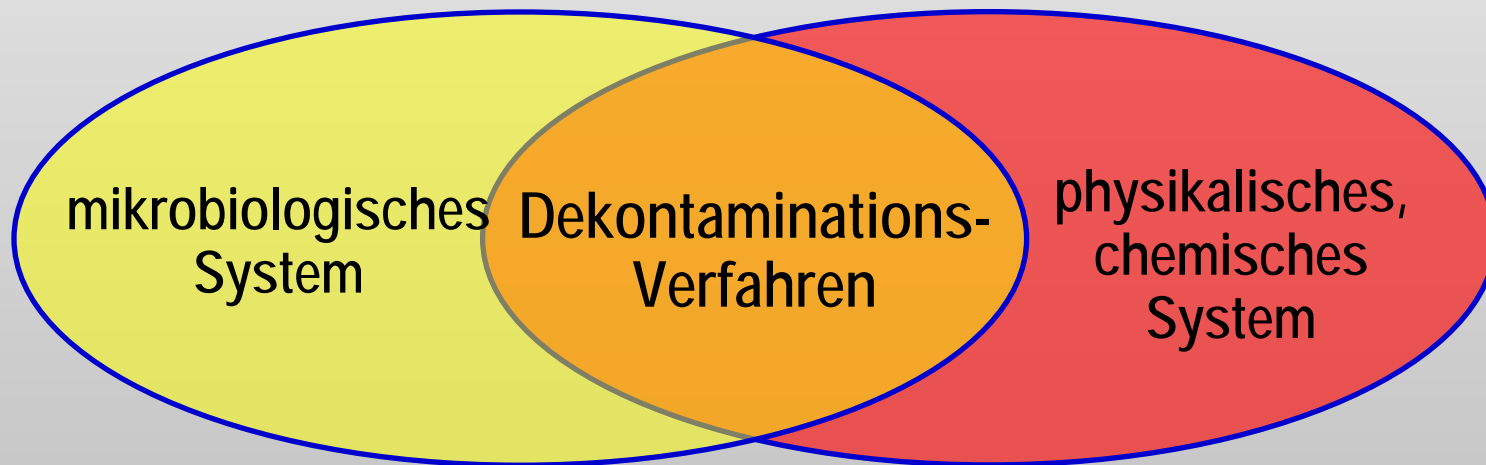 mikrobiologisches
System
Dekontaminations-
Verfahren
physikalisches,
chemisches
System